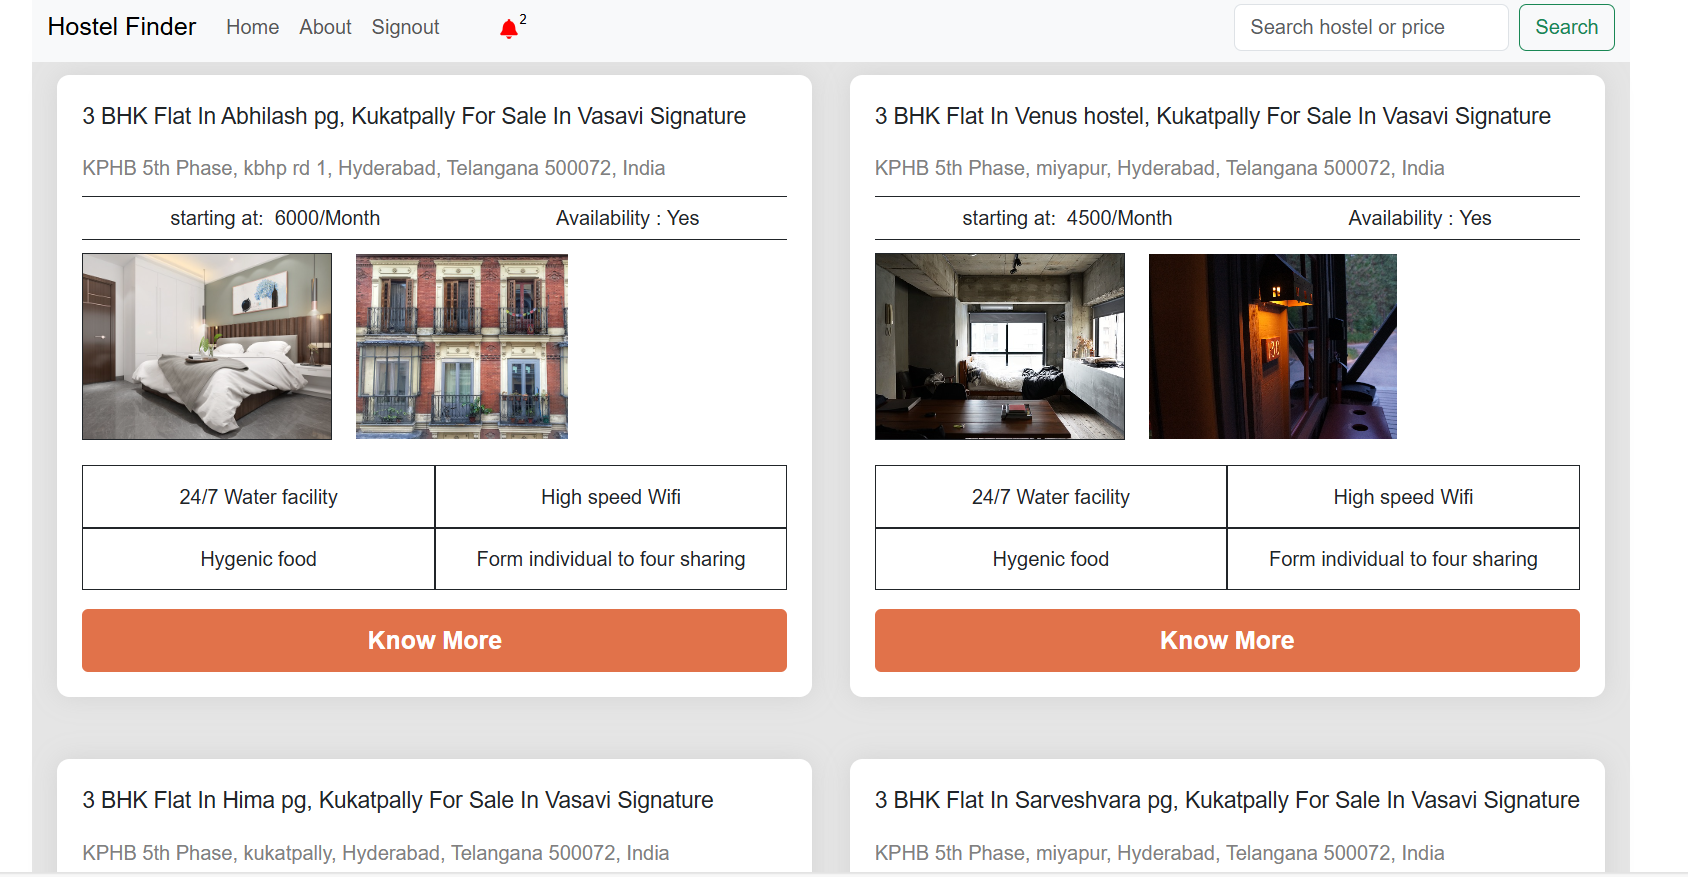 Hostel Finder Home About Signout 2 Search hostel or price Search
3 BHK Flat In Abhilash pg, Kukatpally For Sale In Vasavi Signature
KPHB 5th Phase, kbhp rd 1, Hyderabad, Telangana 500072, India
starting at: 6000/Month Availability : Yes
24/7 Water facility High speed Wifi
Hygenic food Form individual to four sharing
Know More
3 BHK Flat In Venus hostel, Kukatpally For Sale In Vasavi Signature
KPHB 5th Phase, miyapur, Hyderabad, Telangana 500072, India
starting at: 4500/Month Availability : Yes
24/7 Water facility High speed Wifi
Hygenic food Form individual to four sharing
Know More
3 BHK Flat In Hima pg, Kukatpally For Sale In Vasavi Signature
KPHB 5th Phase, kukatpally, Hyderabad, Telangana 500072, India
3 BHK Flat In Sarveshvara pg, Kukatpally For Sale In Vasavi Signature
KPHB 5th Phase, miyapur, Hyderabad, Telangana 500072, India